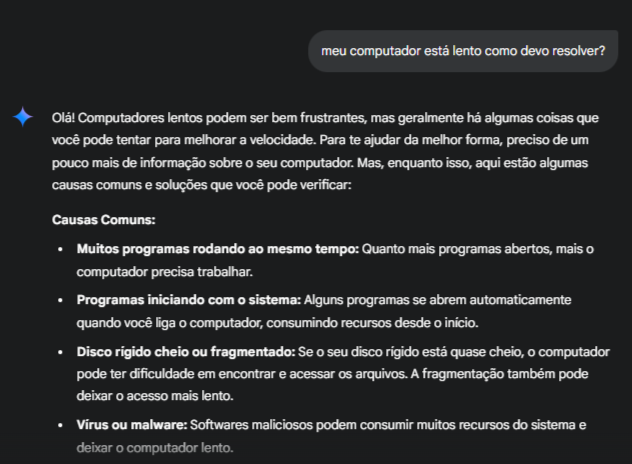 meu computador está lento como devo resolver?
Olá! Computadores lentos podem ser bem frustrantes, mas geralmente há algumas coisas que
você pode tentar para melhorar a velocidade. Para te ajudar da melhor forma, preciso de um
pouco mais de informação sobre o seu computador. Mas, enquanto isso, aqui estão algumas
causas comuns e soluções que você pode verificar:
Causas Comuns:
• Muitos programas rodando ao mesmo tempo: Quanto mais programas abertos, mais o
computador precisa trabalhar.
• Programas iniciando com o sistema: Alguns programas se abrem automaticamente
quando você liga o computador, consumindo recursos desde o início.
• Disco rígido cheio ou fragmentado: Se o seu disco rígido está quase cheio, o computador
pode ter dificuldade em encontrar e acessar os arquivos. A fragmentação também pode
deixar o acesso mais lento.
• Vírus ou malware: Softwares maliciosos podem consumir muitos recursos do sistema e
deixar o computador lento.